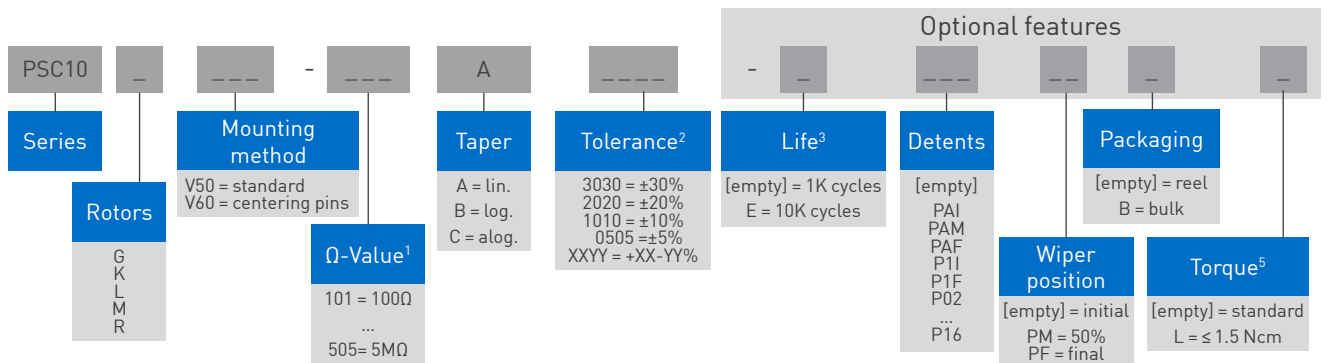 Optional features
PSC10 _ _ _ _ - _ _ _ A _ _ _ _ - _ _ _ _ _ _ _ _
Series
Rotors
G
K
L
M
R
Mounting
method
V50 = standard
V60 = centering pins
Ω-Value¹
101 = 100Ω
...
505= 5MΩ
Taper
A = lin.
B = log.
C = alog.
Tolerance²
3030 = ±30%
2020 = ±20%
1010 = ±10%
0505 =±5%
XXYY = +XX-YY%
Life³
[empty] = 1K cycles
E = 10K cycles
Detents
[empty]
PAI
PAM
PAF
P1I
P1F
P02
...
P16
Wiper
position
[empty] = initial
PM = 50%
PF = final
Packaging
[empty] = reel
B = bulk
Torque⁵
[empty] = standard
L = ≤ 1.5 Ncm